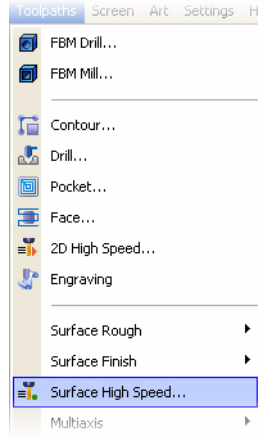 Toolpaths Screen Art Settings H
FBM Drill...
FBM Mill...
Contour...
Drill...
Pocket...
Face...
2D High Speed...
Engraving
Surface Rough
Surface Finish
Surface High Speed...
Multiaxis